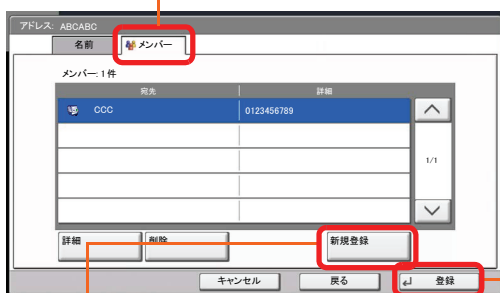 アドレス: ABCABC
名前 メンバー
メンバー: 1件
宛先 詳細
CCC 0123456789
1/1
詳細 削除 新規登録
キャンセル 戻る 登録